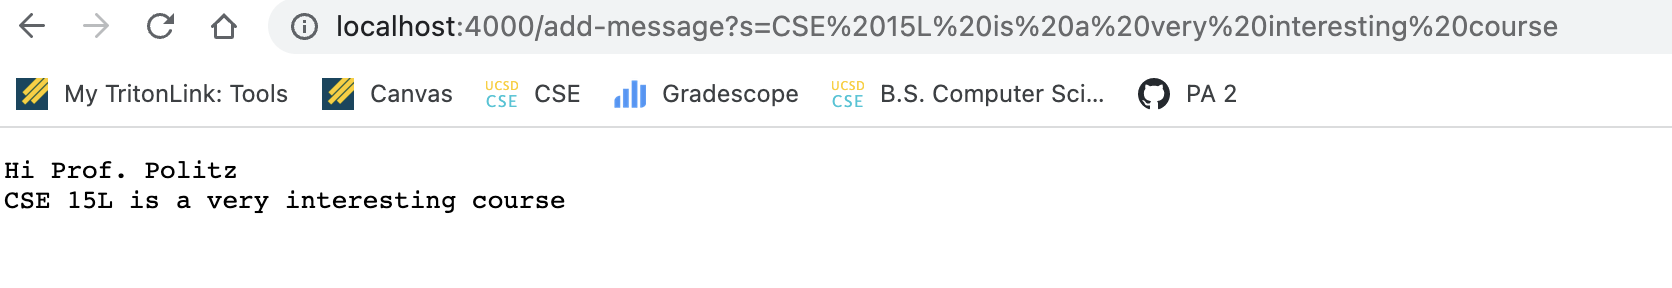 localhost:4000/add-message?s=CSE%2015L%20is%20a%20very%20interesting%20course
My TritonLink: Tools Canvas UCSD CSE CSE Gradescope UCSD CSE B.S. Computer Sci... PA 2
Hi Prof. Politz
CSE 15L is a very interesting course